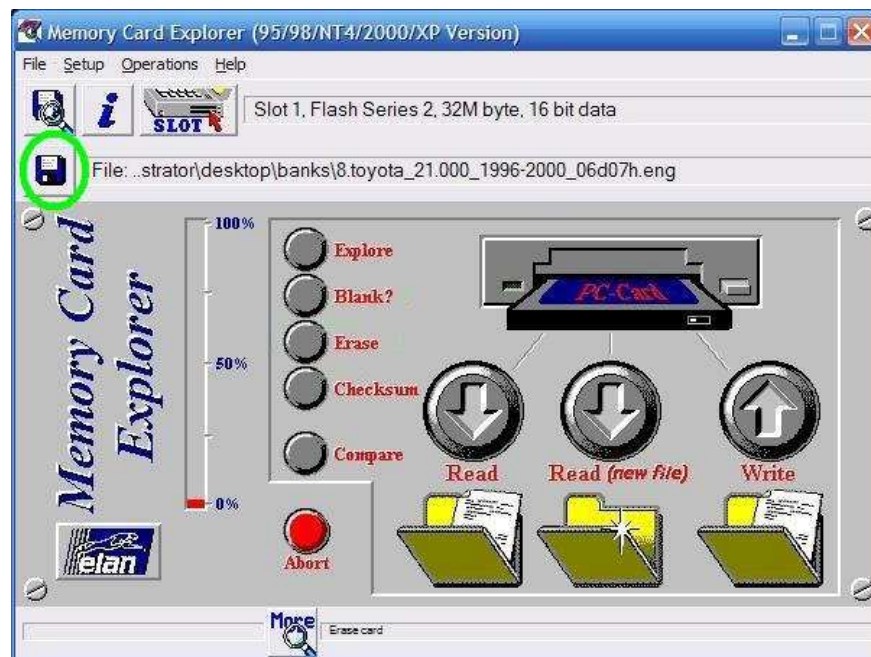 Memory Card Explorer (95/98/NT4/2000/XP Version)
File Setup Operations Help
i SLOT Slot 1, Flash Series 2, 32M byte, 16 bit data
File: ..strator\desktop\banks\8.toyota_21.000_1996-2000_06d07h.eng
Memory Card
Explorer
100%
50%
0%
Explore
Blank?
Erase
Checksum
Compare
Abort
PC-Card
Read
Read (new file)
Write
elan
More
Erase card